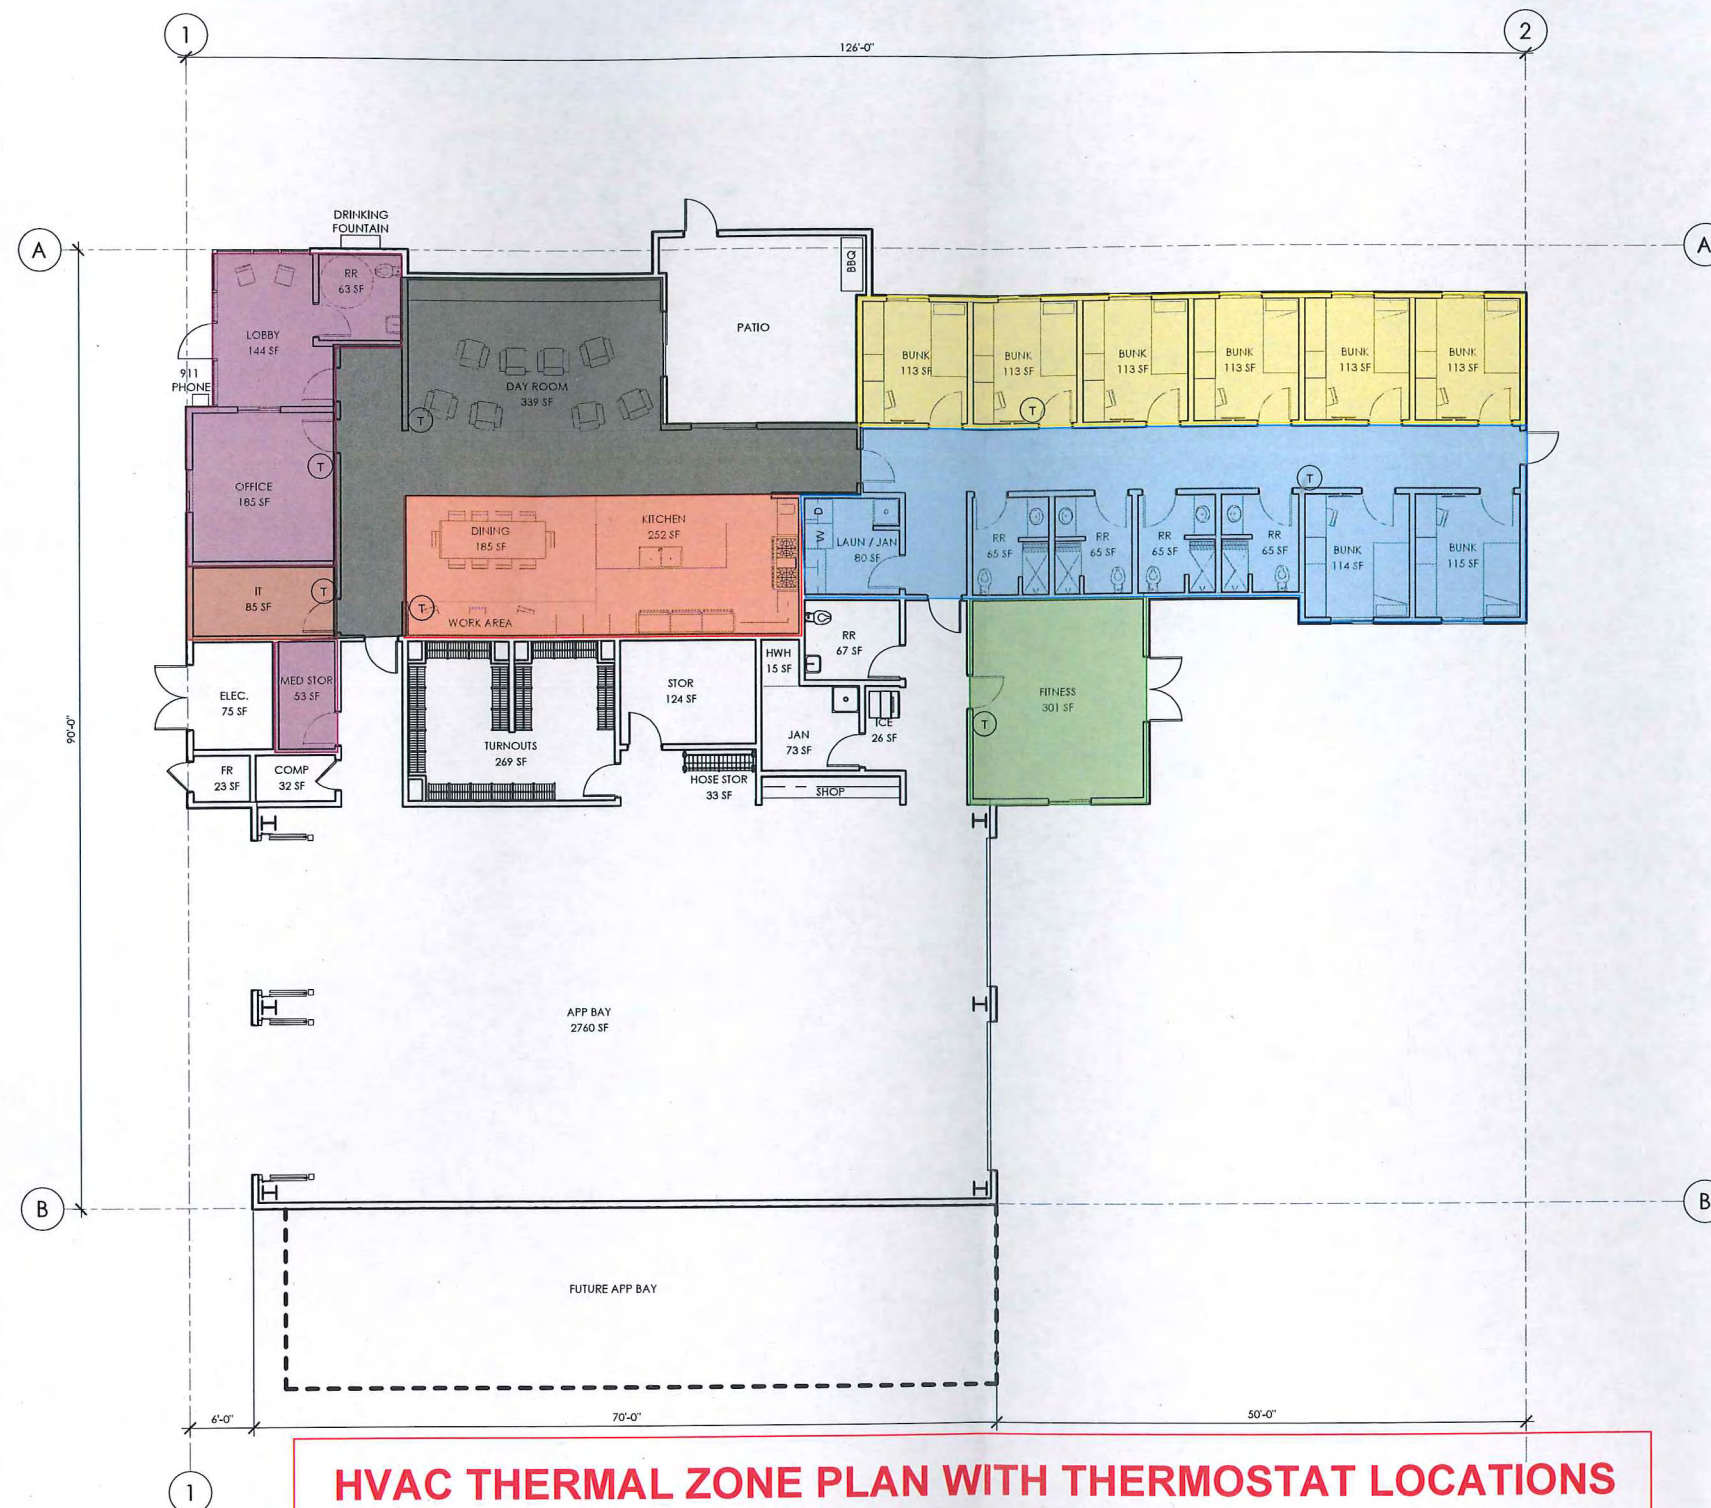 1
2
126'-0"
DRINKING
FOUNTAIN
A
A
RR
63 SF
BBQ
LOBBY
144 SF
PATIO
911
PHONE
DAY ROOM
339 SF
BUNK
113 SF
BUNK
113 SF
BUNK
113 SF
BUNK
113 SF
BUNK
113 SF
BUNK
113 SF
T
T
T
T
OFFICE
185 SF
DINING
185 SF
KITCHEN
252 SF
D
W
LAUN / JAN
80 SF
RR
65 SF
RR
65 SF
RR
65 SF
RR
65 SF
BUNK
114 SF
BUNK
115 SF
IT
85 SF
T
T
WORK AREA
RR
67 SF
HWH
15 SF
ELEC.
75 SF
MED STOR
53 SF
STOR
124 SF
FITNESS
301 SF
T
90'-0"
TURNOUTS
269 SF
JAN
73 SF
ICE
26 SF
FR
23 SF
COMP
32 SF
HOSE STOR
33 SF
SHOP
APP BAY
2760 SF
B
B
FUTURE APP BAY
6'-0"
70'-0"
50'-0"
1
HVAC THERMAL ZONE PLAN WITH THERMOSTAT LOCATIONS